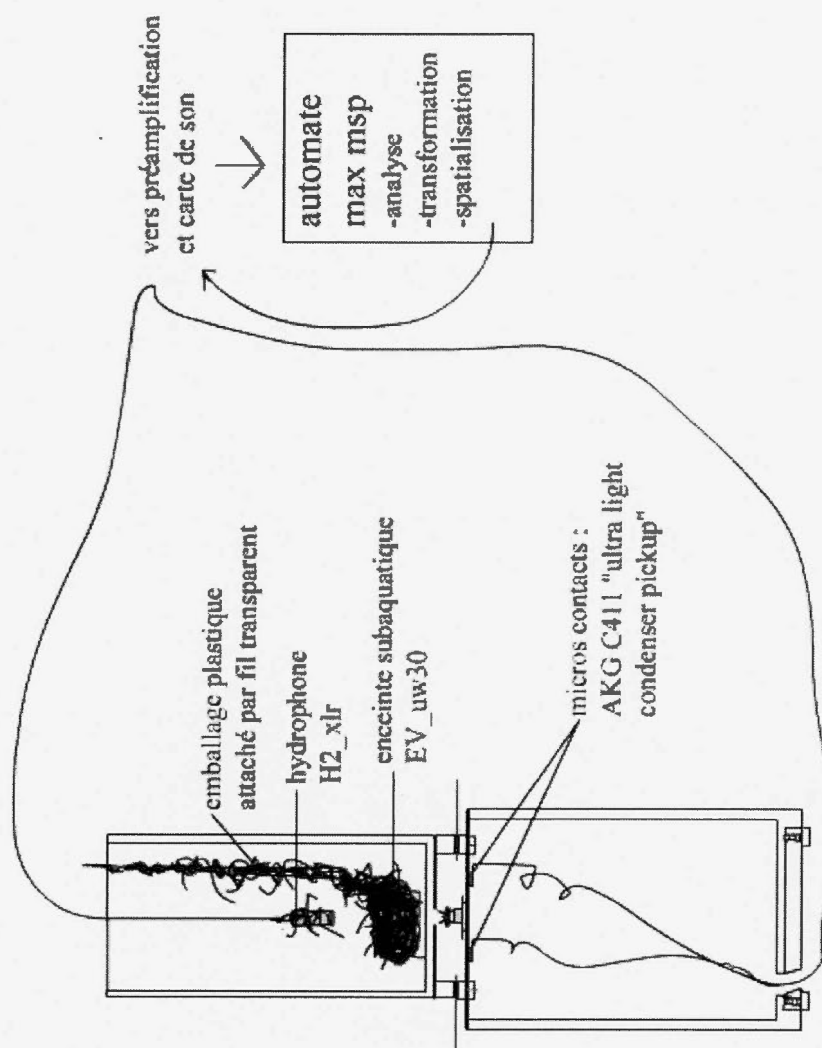 vers préamplification
et carte de son
automate
max msp
-analyse
-transformation
-spatialisation
emballage plastique
attaché par fil transparent
hydrophone
H2_xlr
enceinte subaquatique
EV_uw30
micros contacts :
AKG C411 "ultra light
condenser pickup"